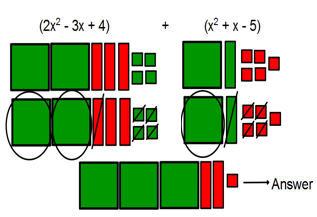 (2x² - 3x + 4) + (x² + x - 5)
Answer